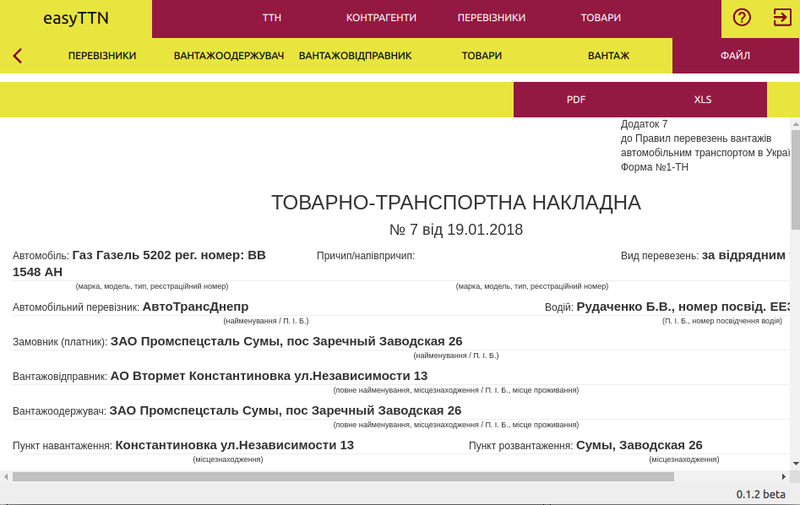 easyTTN ТТН КОНТРАГЕНТИ ПЕРЕВІЗНИКИ ТОВАРИ
ПЕРЕВІЗНИКИ ВАНТАЖООДЕРЖУВАЧ ВАНТАЖОВІДПРАВНИК ТОВАРИ ВАНТАЖ ФАЙЛ
PDF XLS
Додаток 7
до Правил перевезень вантажів
автомобільним транспортом в Украї
Форма №1-ТН
ТОВАРНО-ТРАНСПОРТНА НАКЛАДНА
№ 7 від 19.01.2018
Автомобіль: Газ Газель 5202 рег. номер: ВВ 1548 АН Причип/напівпричип: Вид перевезень: за відрядним
(марка, модель, тип, реєстраційний номер) (марка, модель, тип, реєстраційний номер)
Автомобільний перевізник: АвтоТрансДнепр Водій: Рудаченко Б.В., номер посвід. ЕЕ3
(найменування / П. І. Б.) (П. І. Б., номер посвідчення водія)
Замовник (платник): ЗАО Промспецсталь Сумы, пос Заречный Заводская 26
(найменування / П. І. Б.)
Вантажовідправник: АО Втормет Константиновка ул.Независимости 13
(повне найменування, місцезнаходження / П. І. Б., місце проживання)
Вантажоодержувач: ЗАО Промспецсталь Сумы, пос Заречный Заводская 26
(повне найменування, місцезнаходження / П. І. Б., місце проживання)
Пункт навантаження: Константиновка ул.Независимости 13 Пункт розвантаження: Сумы, Заводская 26
(місцезнаходження) (місцезнаходження)
0.1.2 beta